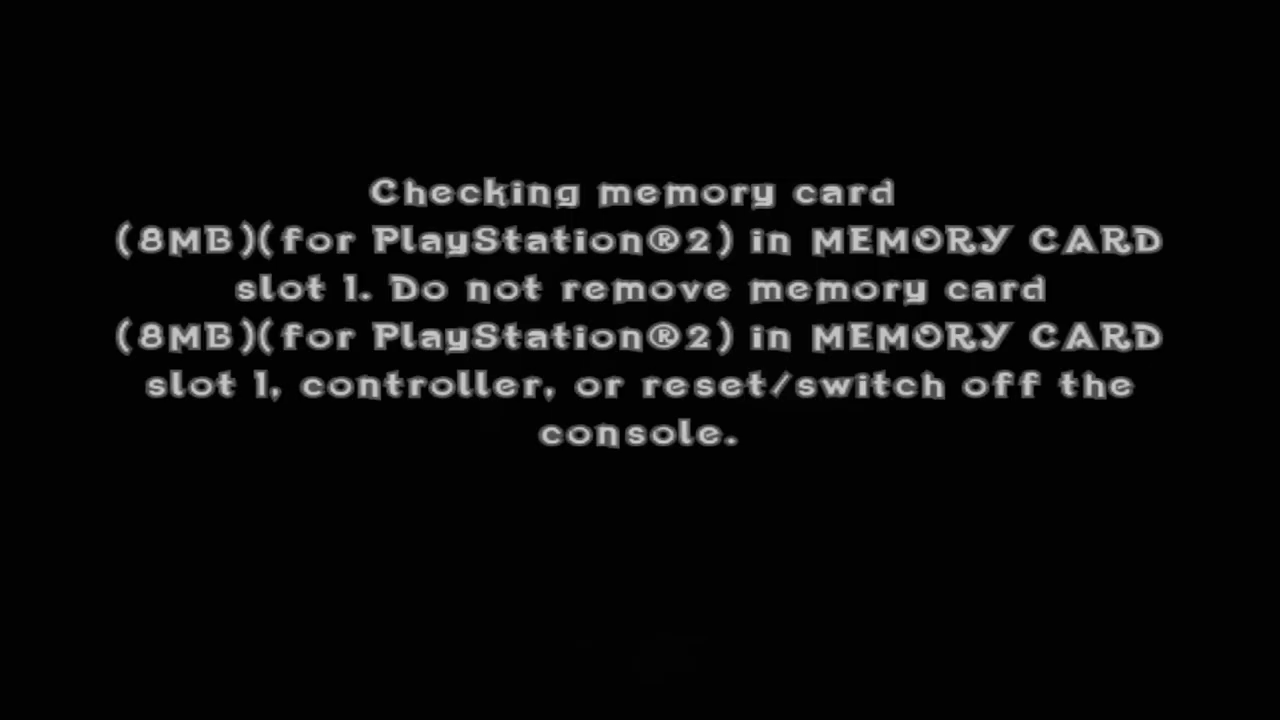 Checking memory card
(8MB)(for PlayStation®2) in MEMORY CARD
slot 1. Do not remove memory card
(8MB)(for PlayStation®2) in MEMORY CARD
slot 1, controller, or reset/switch off the
console.